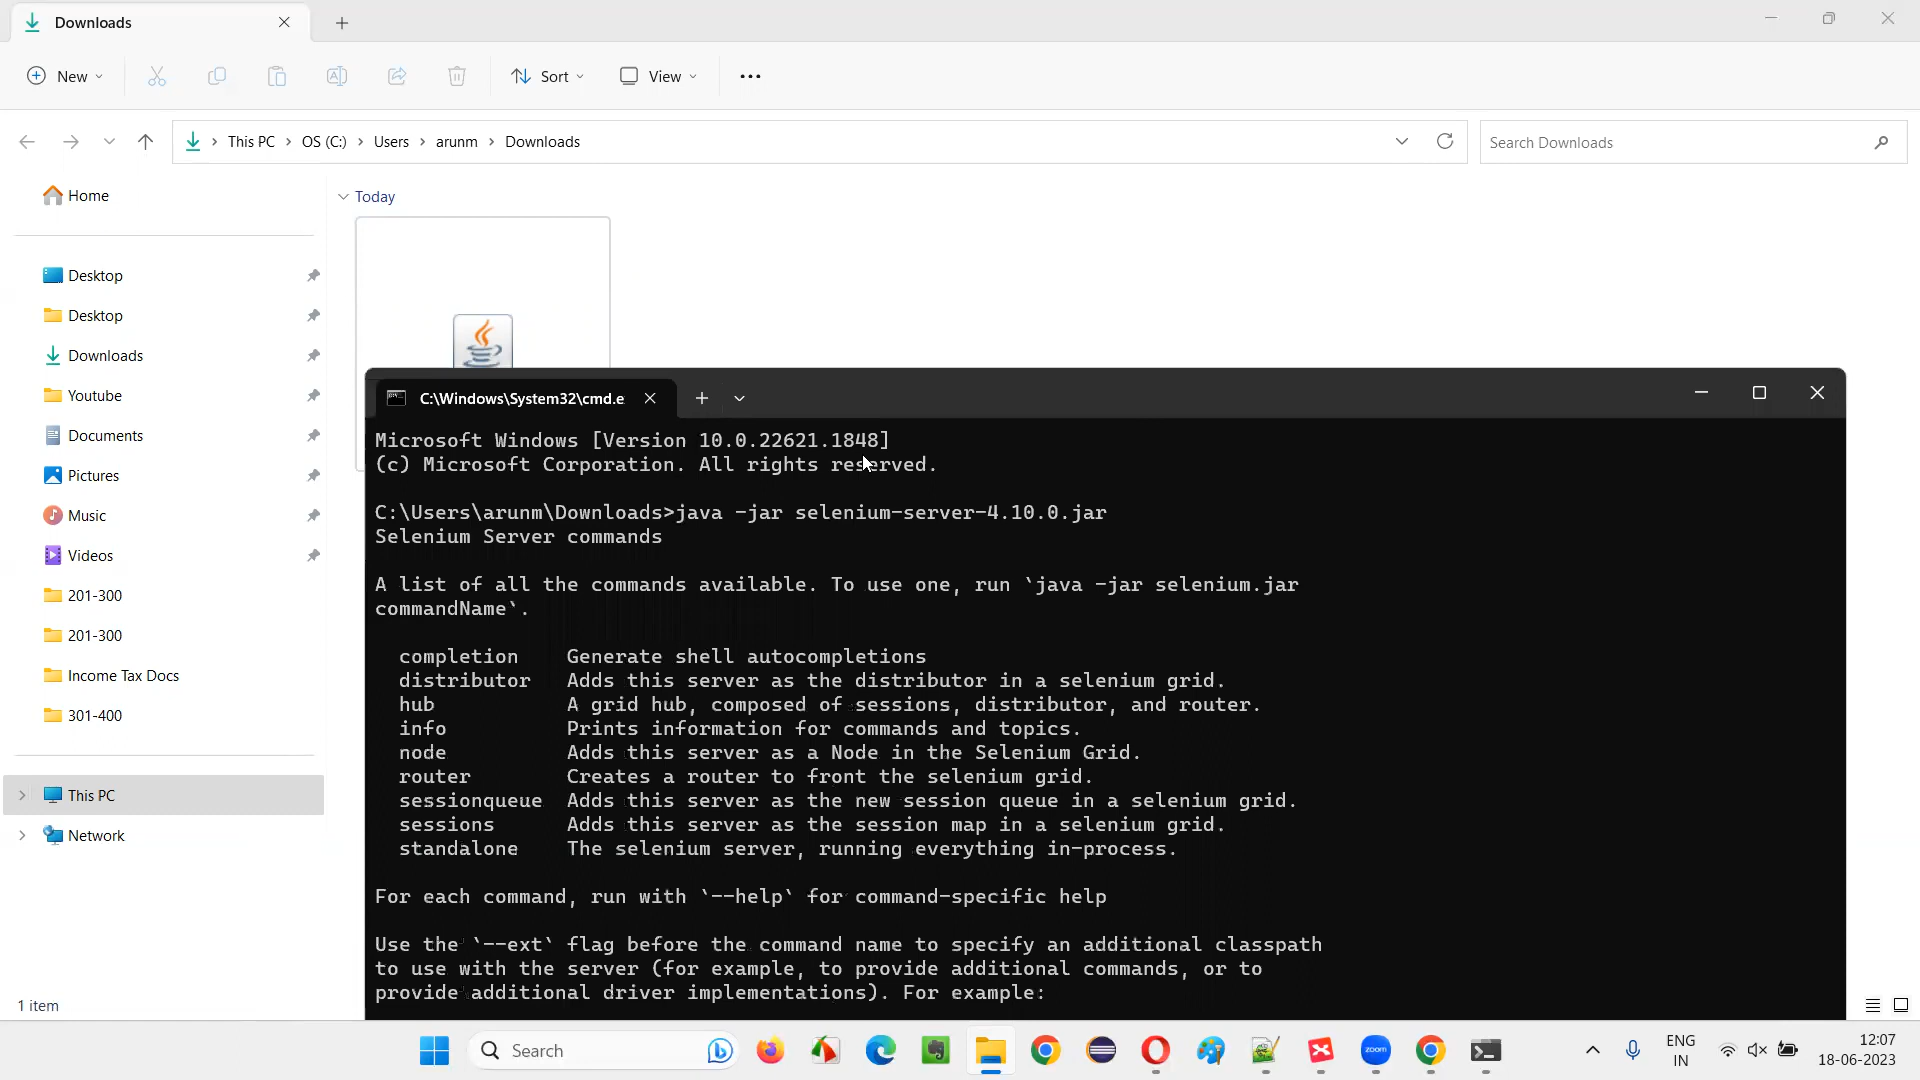 Downloads
New
Sort
View
This PC > OS (C:) > Users > arunm > Downloads
Search Downloads
Home
Today
Desktop
Desktop
Downloads
Youtube
Documents
Pictures
Music
Videos
201-300
201-300
Income Tax Docs
301-400
This PC
Network
1 item
C:\Windows\System32\cmd.e
Microsoft Windows [Version 10.0.22621.1848]
(c) Microsoft Corporation. All rights reserved.
C:\Users\arunm\Downloads>java -jar selenium-server-4.10.0.jar
Selenium Server commands
A list of all the commands available. To use one, run `java -jar selenium.jar
commandName`.
completion Generate shell autocompletions
distributor Adds this server as the distributor in a selenium grid.
hub A grid hub, composed of sessions, distributor, and router.
info Prints information for commands and topics.
node Adds this server as a Node in the Selenium Grid.
router Creates a router to front the selenium grid.
sessionqueue Adds this server as the new session queue in a selenium grid.
sessions Adds this server as the session map in a selenium grid.
standalone The selenium server, running everything in-process.
For each command, run with `--help` for command-specific help
Use the `--ext` flag before the command name to specify an additional classpath
to use with the server (for example, to provide additional commands, or to
provide additional driver implementations). For example:
Search
zoom
ENG
IN
12:07
18-06-2023